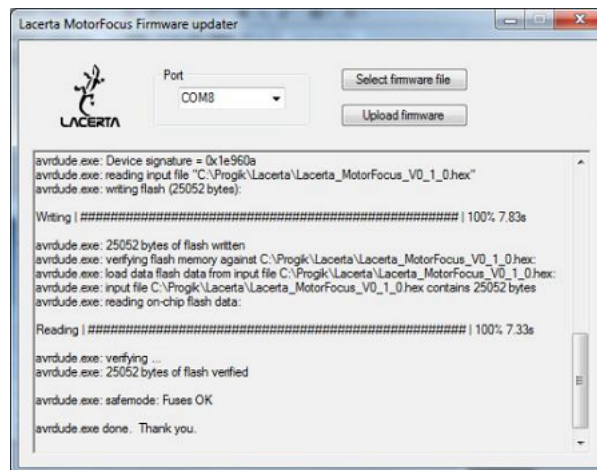 Lacerta MotorFocus Firmware updater
Port
COM8
Select firmware file
Upload firmware
LACERTA
avrdude.exe: Device signature = 0x1e960a
avrdude.exe: reading input file "C:\Progik\Lacerta\Lacerta_MotorFocus_V0_1_0.hex"
avrdude.exe: writing flash (25052 bytes):
Writing | ################################################## | 100% 7.83s
avrdude.exe: 25052 bytes of flash written
avrdude.exe: verifying flash memory against C:\Progik\Lacerta\Lacerta_MotorFocus_V0_1_0.hex:
avrdude.exe: load data flash data from input file C:\Progik\Lacerta\Lacerta_MotorFocus_V0_1_0.hex:
avrdude.exe: input file C:\Progik\Lacerta\Lacerta_MotorFocus_V0_1_0.hex contains 25052 bytes
avrdude.exe: reading on-chip flash data:
Reading | ################################################## | 100% 7.33s
avrdude.exe: verifying ...
avrdude.exe: 25052 bytes of flash verified
avrdude.exe: safemode: Fuses OK
avrdude.exe done. Thank you.